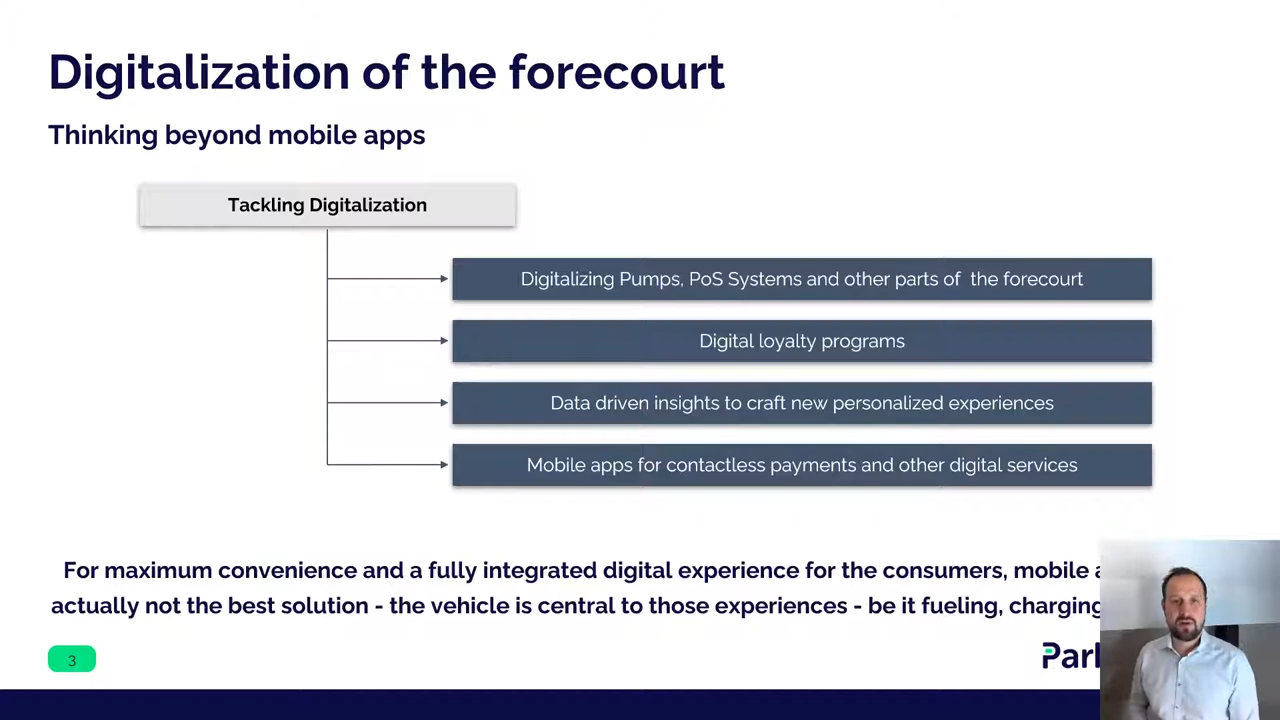 Digitalization of the forecourt
Thinking beyond mobile apps
Tackling Digitalization
Digitalizing Pumps, PoS Systems and other parts of the forecourt
Digital loyalty programs
Data driven insights to craft new personalized experiences
Mobile apps for contactless payments and other digital services
For maximum convenience and a fully integrated digital experience for the consumers, mobile
actually not the best solution - the vehicle is central to those experiences - be it fueling, charging
3